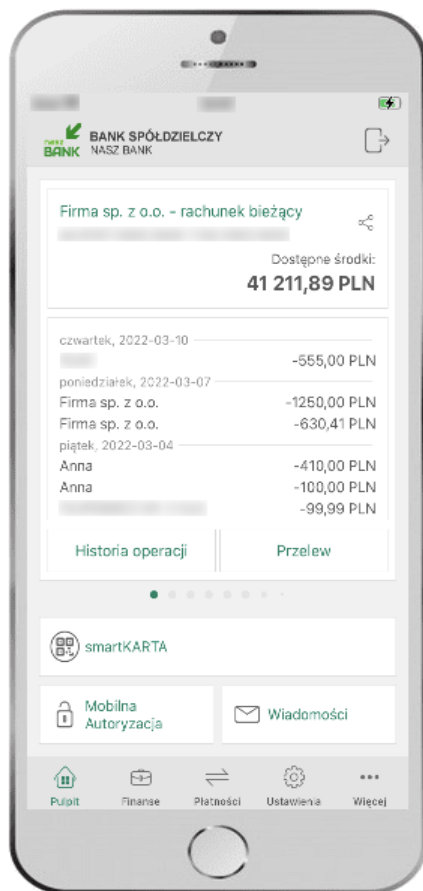 nasz
BANK
BANK SPÓŁDZIELCZY
NASZ BANK
Firma sp. z o.o. – rachunek bieżący
Dostępne środki:
41 211,89 PLN
czwartek, 2022-03-10
-555,00 PLN
poniedziałek, 2022-03-07
Firma sp. z o.o. -1250,00 PLN
Firma sp. z o.o. -630,41 PLN
piątek, 2022-03-04
Anna -410,00 PLN
Anna -100,00 PLN
-99,99 PLN
Historia operacji Przelew
smartKARTA
Mobilna
Autoryzacja
Wiadomości
Pulpit Finanse Płatności Ustawienia Więcej